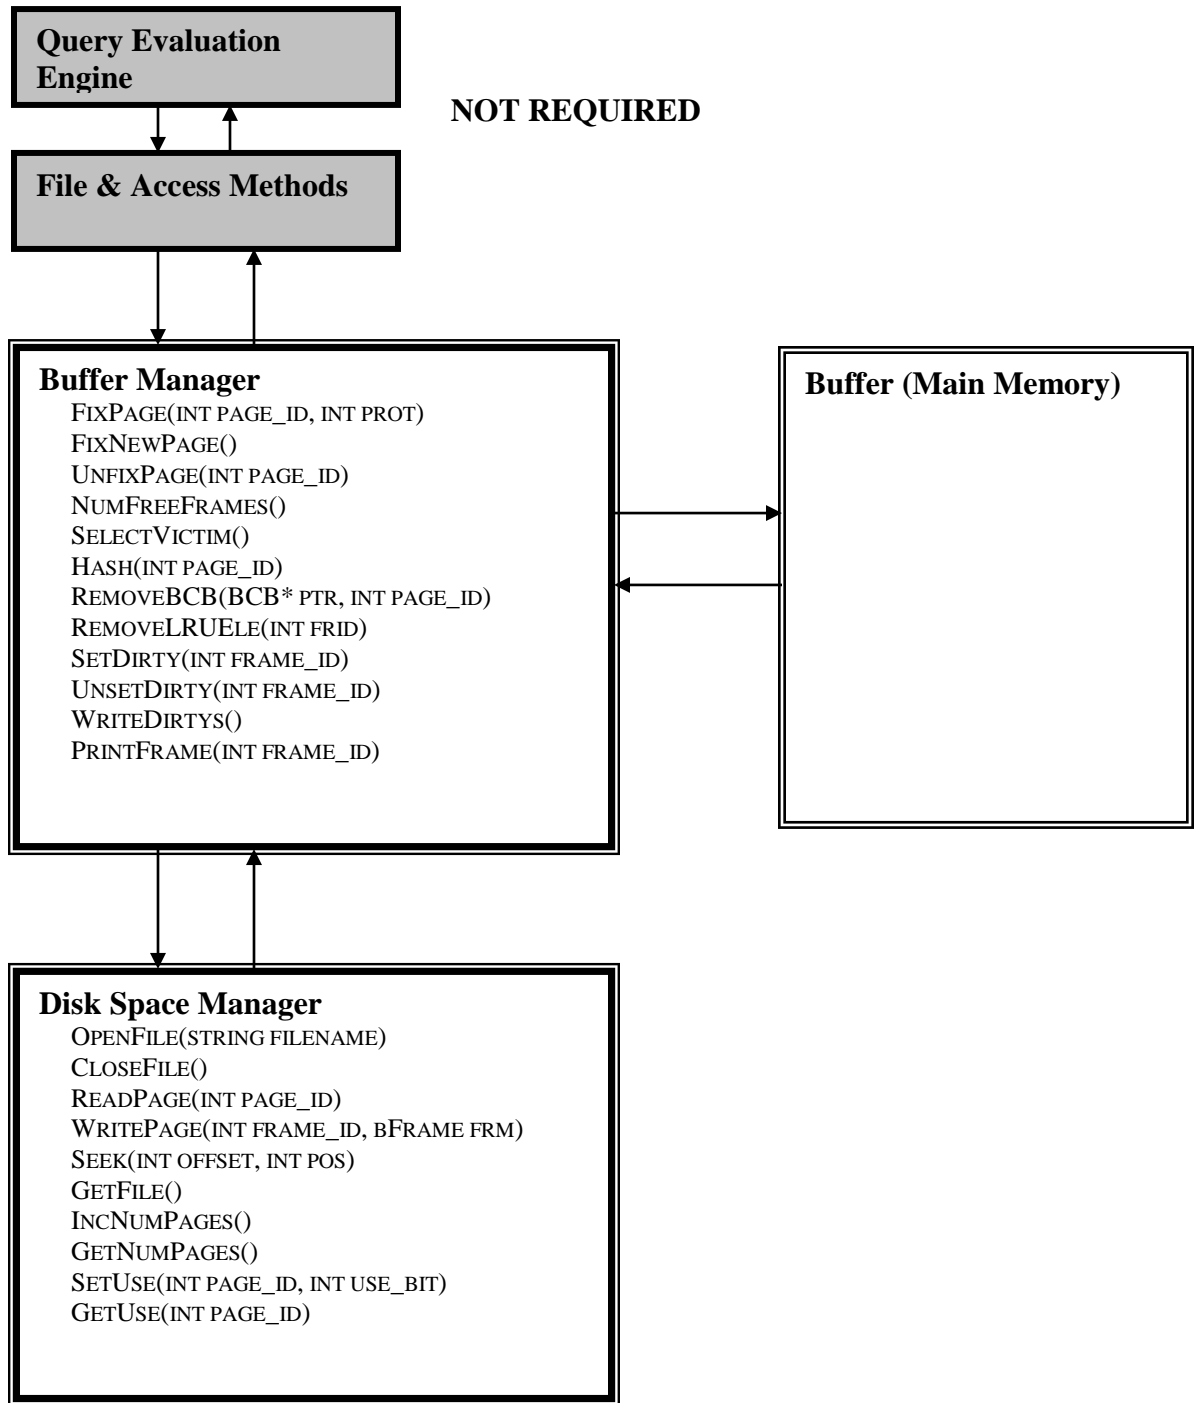 Query Evaluation
Engine
NOT REQUIRED
File & Access Methods
Buffer Manager
FIXPAGE(INT PAGE_ID, INT PROT)
FIXNEWPAGE()
UNFIXPAGE(INT PAGE_ID)
NUMFREEFRAMES()
SELECTVICTIM()
HASH(INT PAGE_ID)
REMOVEBCB(BCB* PTR, INT PAGE_ID)
REMOVELRUELE(INT FRID)
SETDIRTY(INT FRAME_ID)
UNSETDIRTY(INT FRAME_ID)
WRITEDIRTYS()
PRINTFRAME(INT FRAME_ID)
Buffer (Main Memory)
Disk Space Manager
OPENFILE(STRING FILENAME)
CLOSEFILE()
READPAGE(INT PAGE_ID)
WRITEPAGE(INT FRAME_ID, BFRAME FRM)
SEEK(INT OFFSET, INT POS)
GETFILE()
INCNUMPAGES()
GETNUMPAGES()
SETUSE(INT PAGE_ID, INT USE_BIT)
GETUSE(INT PAGE_ID)